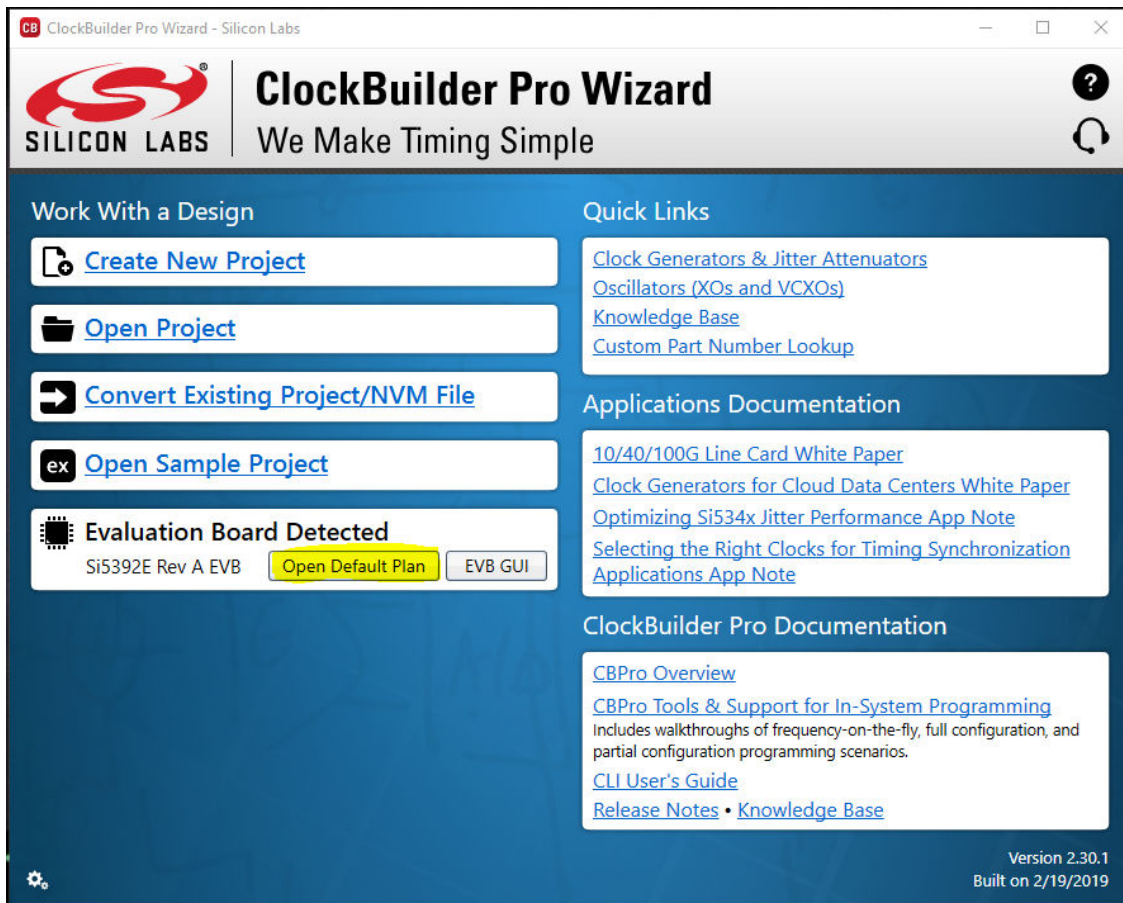 CB ClockBuilder Pro Wizard - Silicon Labs
SILICON LABS
®
ClockBuilder Pro Wizard
We Make Timing Simple
?
Work With a Design
Create New Project
Open Project
Convert Existing Project/NVM File
ex Open Sample Project
Evaluation Board Detected
Si5392E Rev A EVB Open Default Plan EVB GUI
Quick Links
Clock Generators & Jitter Attenuators
Oscillators (XOs and VCXOs)
Knowledge Base
Custom Part Number Lookup
Applications Documentation
10/40/100G Line Card White Paper
Clock Generators for Cloud Data Centers White Paper
Optimizing Si534x Jitter Performance App Note
Selecting the Right Clocks for Timing Synchronization
Applications App Note
ClockBuilder Pro Documentation
CBPro Overview
CBPro Tools & Support for In-System Programming
Includes walkthroughs of frequency-on-the-fly, full configuration, and
partial configuration programming scenarios.
CLI User's Guide
Release Notes • Knowledge Base
Version 2.30.1
Built on 2/19/2019